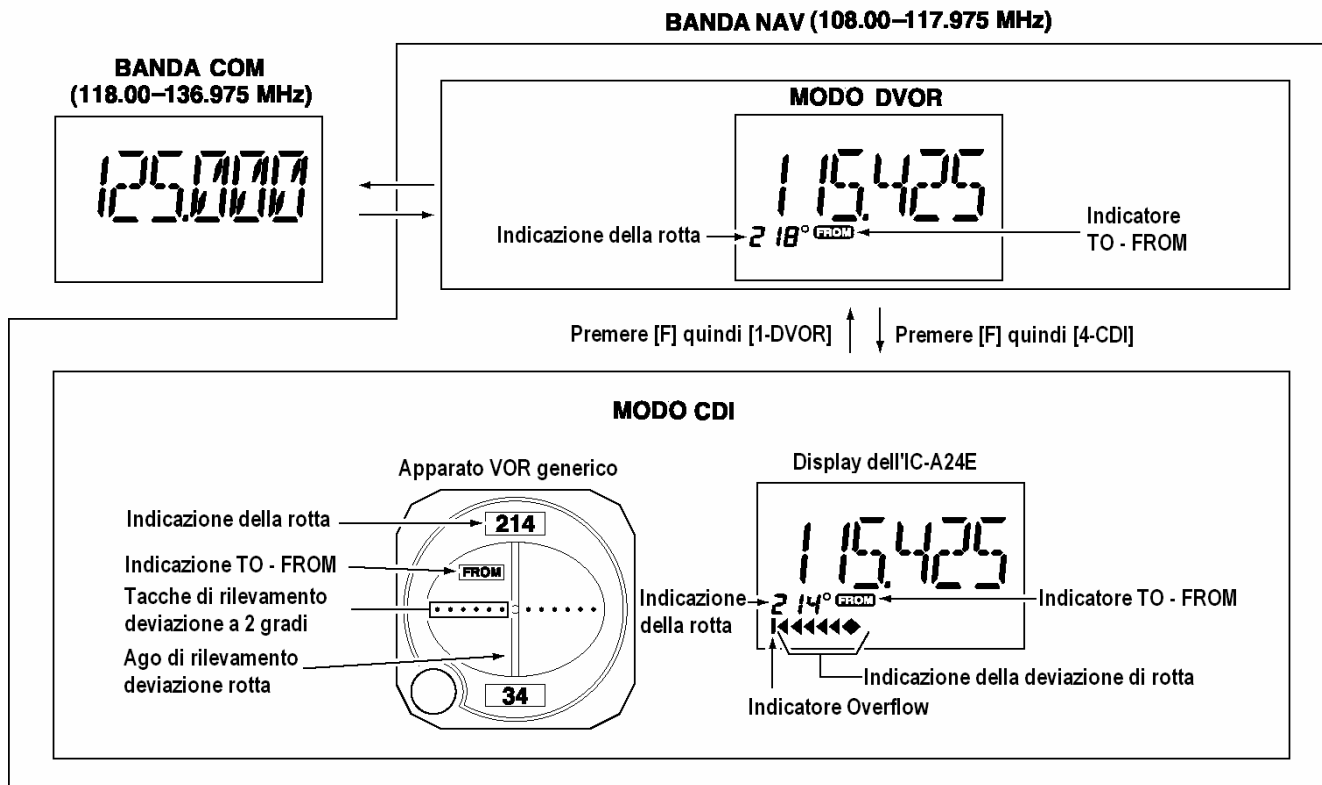 BANDA NAV (108.00–117.975 MHz)
BANDA COM
(118.00–136.975 MHz)
125.000
MODO DVOR
115.425
Indicazione della rotta
218° FROM
Indicatore
TO - FROM
Premere [F] quindi [1-DVOR]
Premere [F] quindi [4-CDI]
MODO CDI
Apparato VOR generico
Indicazione della rotta
214
Indicazione TO - FROM
FROM
Tacche di rilevamento
deviazione a 2 gradi
Ago di rilevamento
deviazione rotta
34
Display dell'IC-A24E
115.425
Indicazione
della rotta
214° FROM
Indicatore TO - FROM
Indicazione della deviazione di rotta
Indicatore Overflow